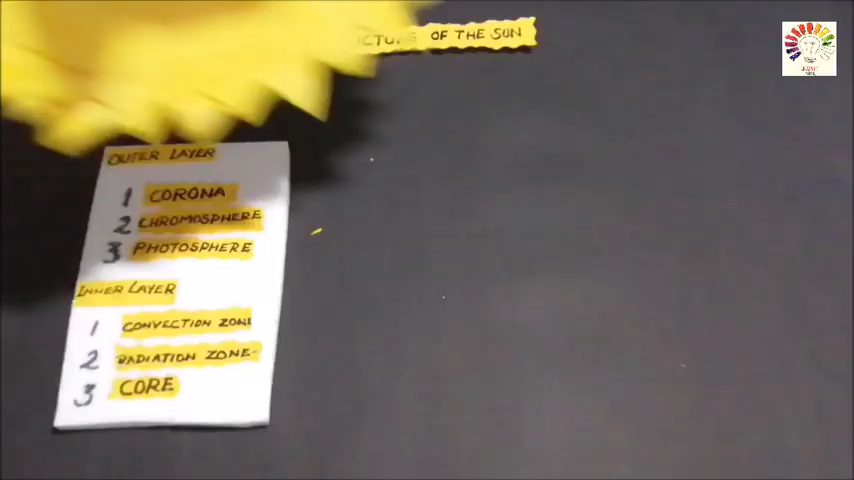 OF THE SUN
OUTER LAYER
1 CORONA
2 CHROMOSPHERE
3 PHOTOSPHERE
INNER LAYER
1 CONVECTION ZONE
2 RADIATION ZONE
3 CORE